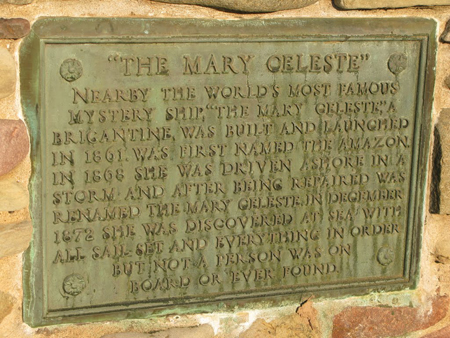 "THE MARY CELESTE"
NEARBY THE WORLD'S MOST FAMOUS
MYSTERY SHIP, "THE MARY CELESTE", A
BRIGANTINE, WAS BUILT AND LAUNCHED
IN 1861. WAS FIRST NAMED THE AMAZON.
IN 1868 SHE WAS DRIVEN ASHORE IN A
STORM AND AFTER BEING REPAIRED WAS
RENAMED THE MARY CELESTE. IN DECEMBER
1872 SHE WAS DISCOVERED AT SEA WITH
ALL SAIL SET AND EVERYTHING IN ORDER
BUT NOT A PERSON WAS ON
BOARD OR EVER FOUND.